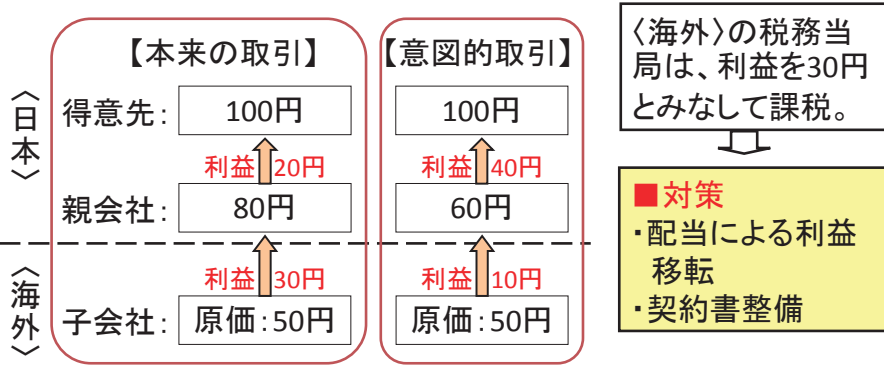 【本来の取引】
【意図的取引】
〈日本〉
得意先：
100円
100円
利益 20円
利益 40円
親会社：
80円
60円
利益 30円
利益 10円
〈海外〉
子会社：
原価：50円
原価：50円
〈海外〉の税務当
局は、利益を30円
とみなして課税。
■対策
・配当による利益
移転
・契約書整備